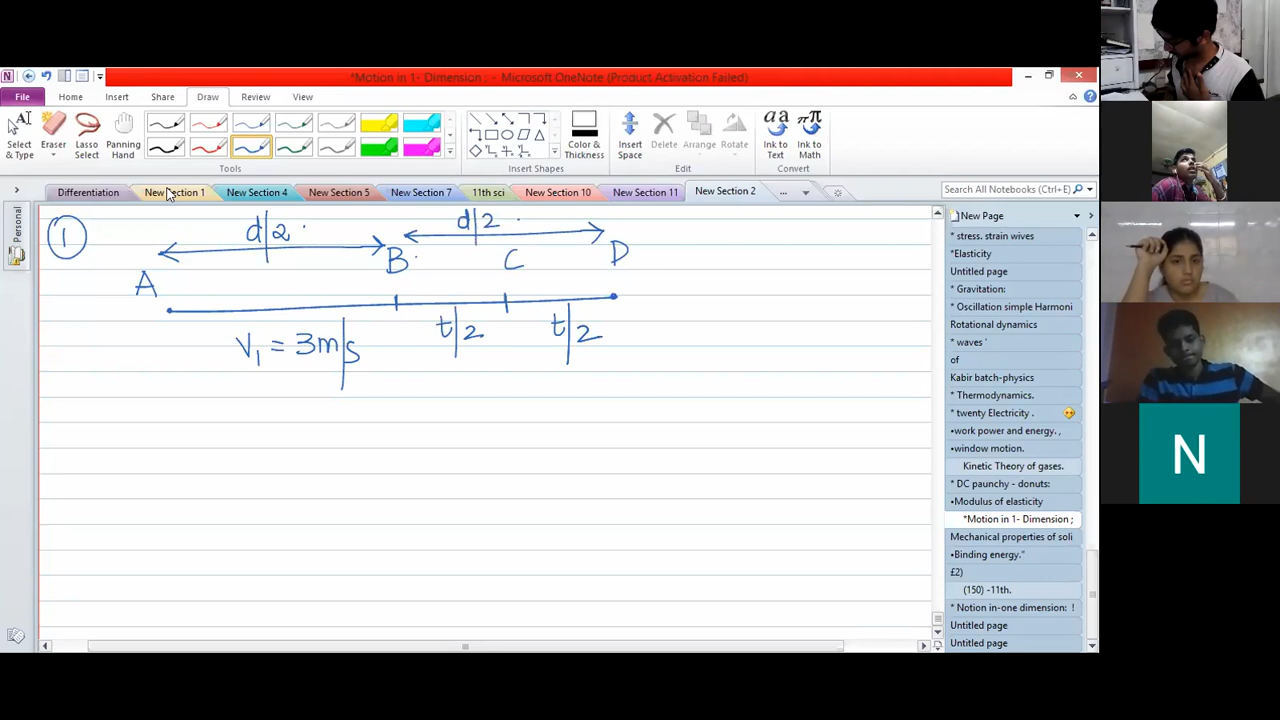 *Motion in 1- Dimension ; - Microsoft OneNote (Product Activation Failed)
File Home Insert Share Draw Review View
Select & Type Eraser Lasso Select Panning Hand Color & Thickness Insert Space Delete Arrange Rotate Ink to Text Ink to Math
Tools Insert Shapes Edit Convert
Differentiation New Section 1 New Section 4 New Section 5 New Section 7 11th sci New Section 10 New Section 11 New Section 2 ... Search All Notebooks (Ctrl+E)
Personal
New Page
* stress. strain wives
*Elasticity
Untitled page
* Gravitation:
* Oscillation simple Harmoni
Rotational dynamics
* waves '
of
Kabir batch-physics
* Thermodynamics.
* twenty Electricity .
•work power and energy. ,
•window motion.
Kinetic Theory of gases.
* DC paunchy - donuts:
•Modulus of elasticity
*Motion in 1- Dimension ;
Mechanical properties of soli
•Binding energy."
£2)
(150) -11th.
* Notion in-one dimension: !
Untitled page
Untitled page
1 d/2 d/2
A B C D
V₁ = 3m/s t/2 t/2
N